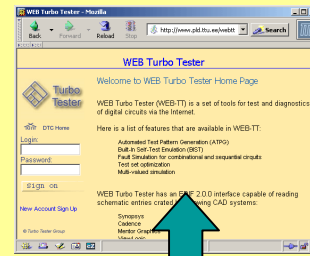 WEB Turbo Tester - Mozilla
Back Forward Reload Stop http://www.pld.ttu.ee/webtt Search
WEB Turbo Tester
Turbo
Tester
DTC Home
Login:
Password:
sign on
New Account Sign Up
© Turbo Tester Group
Welcome to WEB Turbo Tester Home Page
WEB Turbo Tester (WEB-TT) is a set of tools for test and diagnostics
of digital circuits via the Internet.
Here is a list of features that are available in WEB-TT:
Automated Test Pattern Generation (ATPG)
Built-In Self-Test Emulation (BIST)
Fault Simulation for combinational and sequential circuits
Test set optimization
Multi-valued simulation
WEB Turbo Tester has an EDIF 2.0.0 interface capable of reading
schematic entries crated by following CAD systems:
Synopsys
Cadence
Mentor Graphics
ViewLogic